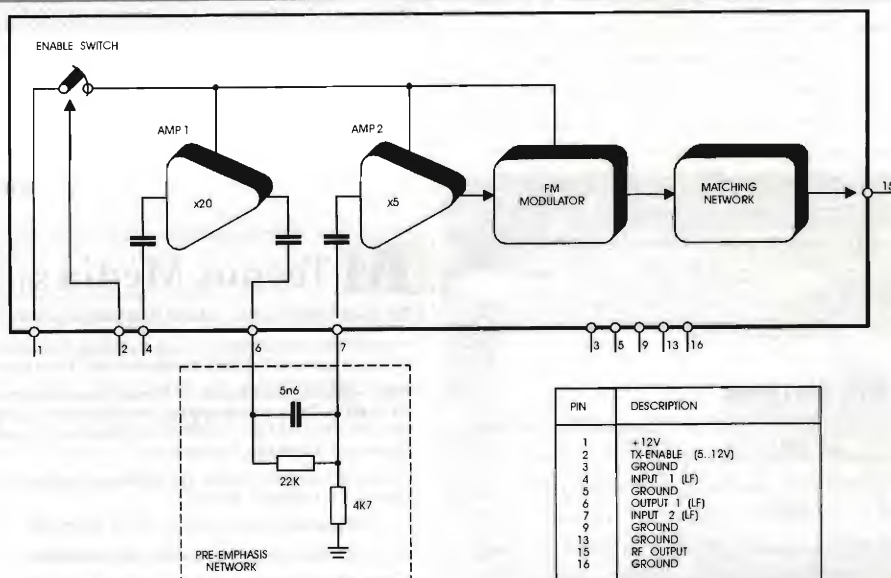 ENABLE SWITCH
AMP 1
AMP 2
x20
x5
FM
MODULATOR
MATCHING
NETWORK
15
1
2
4
6
7
3
5
9
13
16
5n6
22K
4K7
PRE-EMPHASIS
NETWORK
PIN DESCRIPTION
1 +12V
2 TX-ENABLE (5..12V)
3 GROUND
4 INPUT 1 (LF)
5 GROUND
6 OUTPUT 1 (LF)
7 INPUT 2 (LF)
9 GROUND
13 GROUND
15 RF OUTPUT
16 GROUND